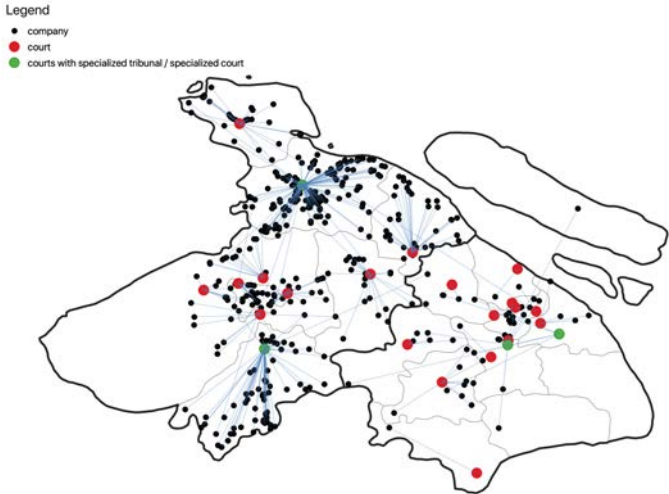 Legend
company
court
courts with specialized tribunal / specialized court